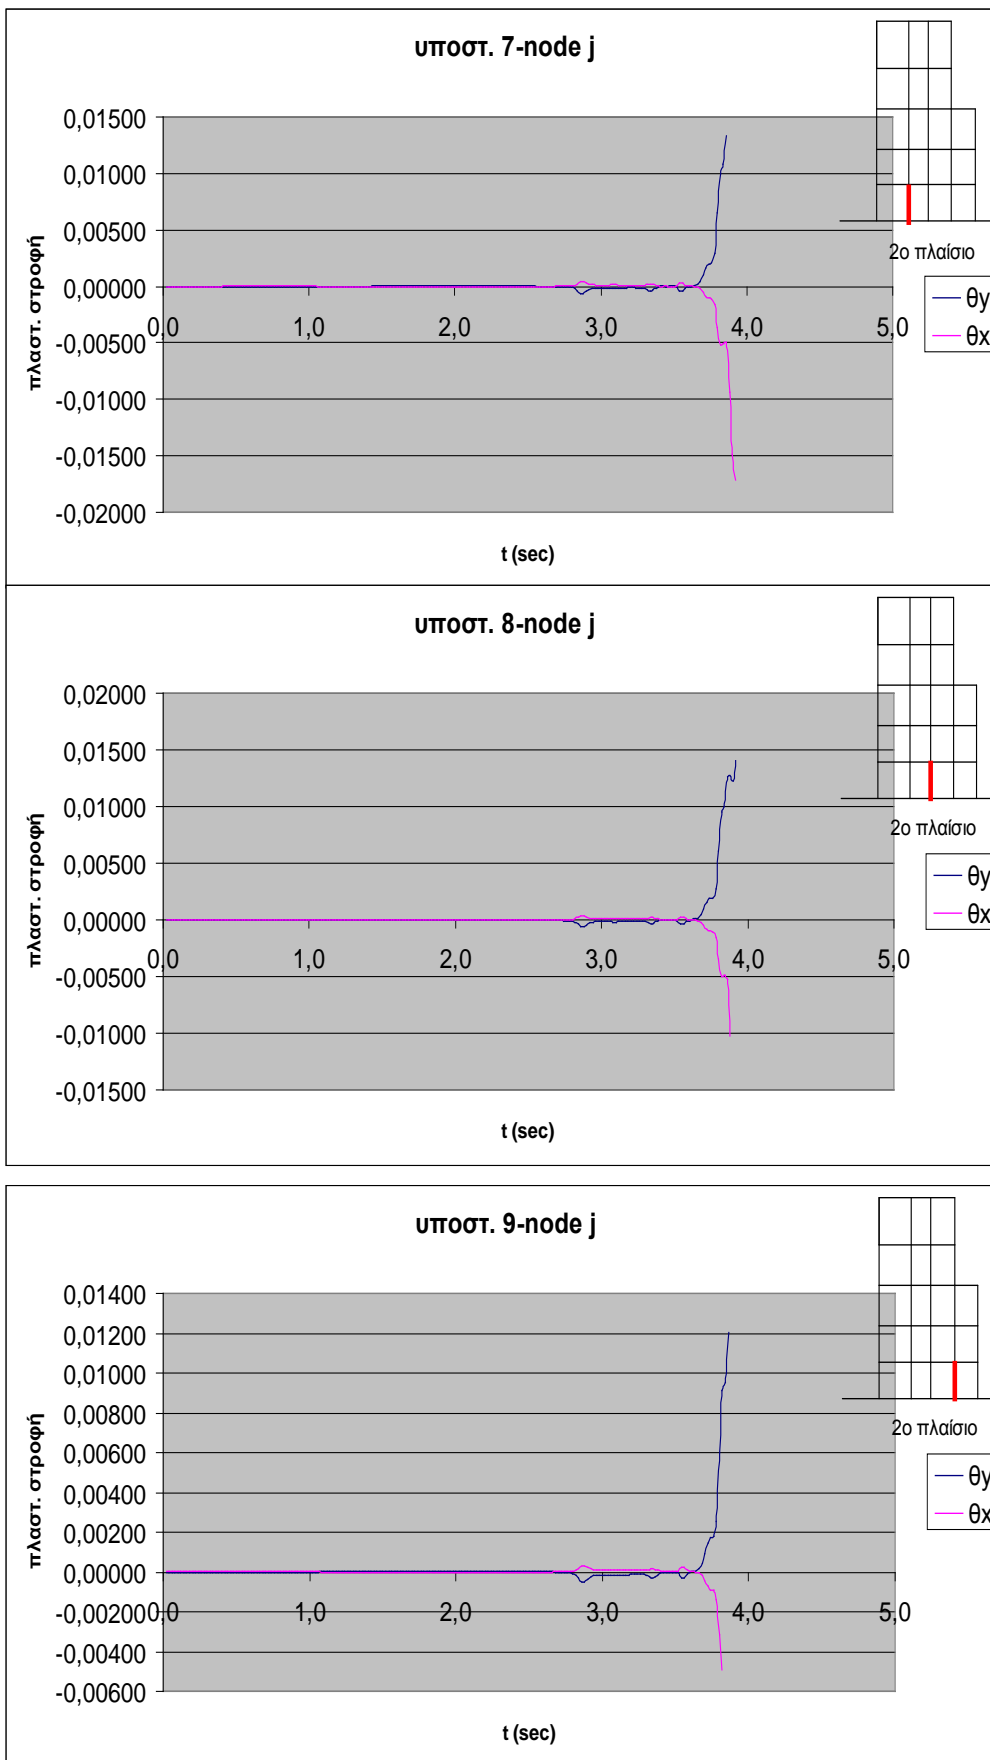 υποστ. 7-node j
0,01500
0,01000
0,00500
0,00000
-0,00500
-0,01000
-0,01500
-0,02000
0,0 1,0 2,0 3,0 4,0 5,0
πλαστ. στροφή
t (sec)
2ο πλαίσιο
θy
θx
υποστ. 8-node j
0,02000
0,01500
0,01000
0,00500
0,00000
-0,00500
-0,01000
-0,01500
0,0 1,0 2,0 3,0 4,0 5,0
πλαστ. στροφή
t (sec)
2ο πλαίσιο
θy
θx
υποστ. 9-node j
0,01400
0,01200
0,01000
0,00800
0,00600
0,00400
0,00200
0,00000
-0,00200
-0,00400
-0,00600
0,0 1,0 2,0 3,0 4,0 5,0
πλαστ. στροφή
t (sec)
2ο πλαίσιο
θy
θx